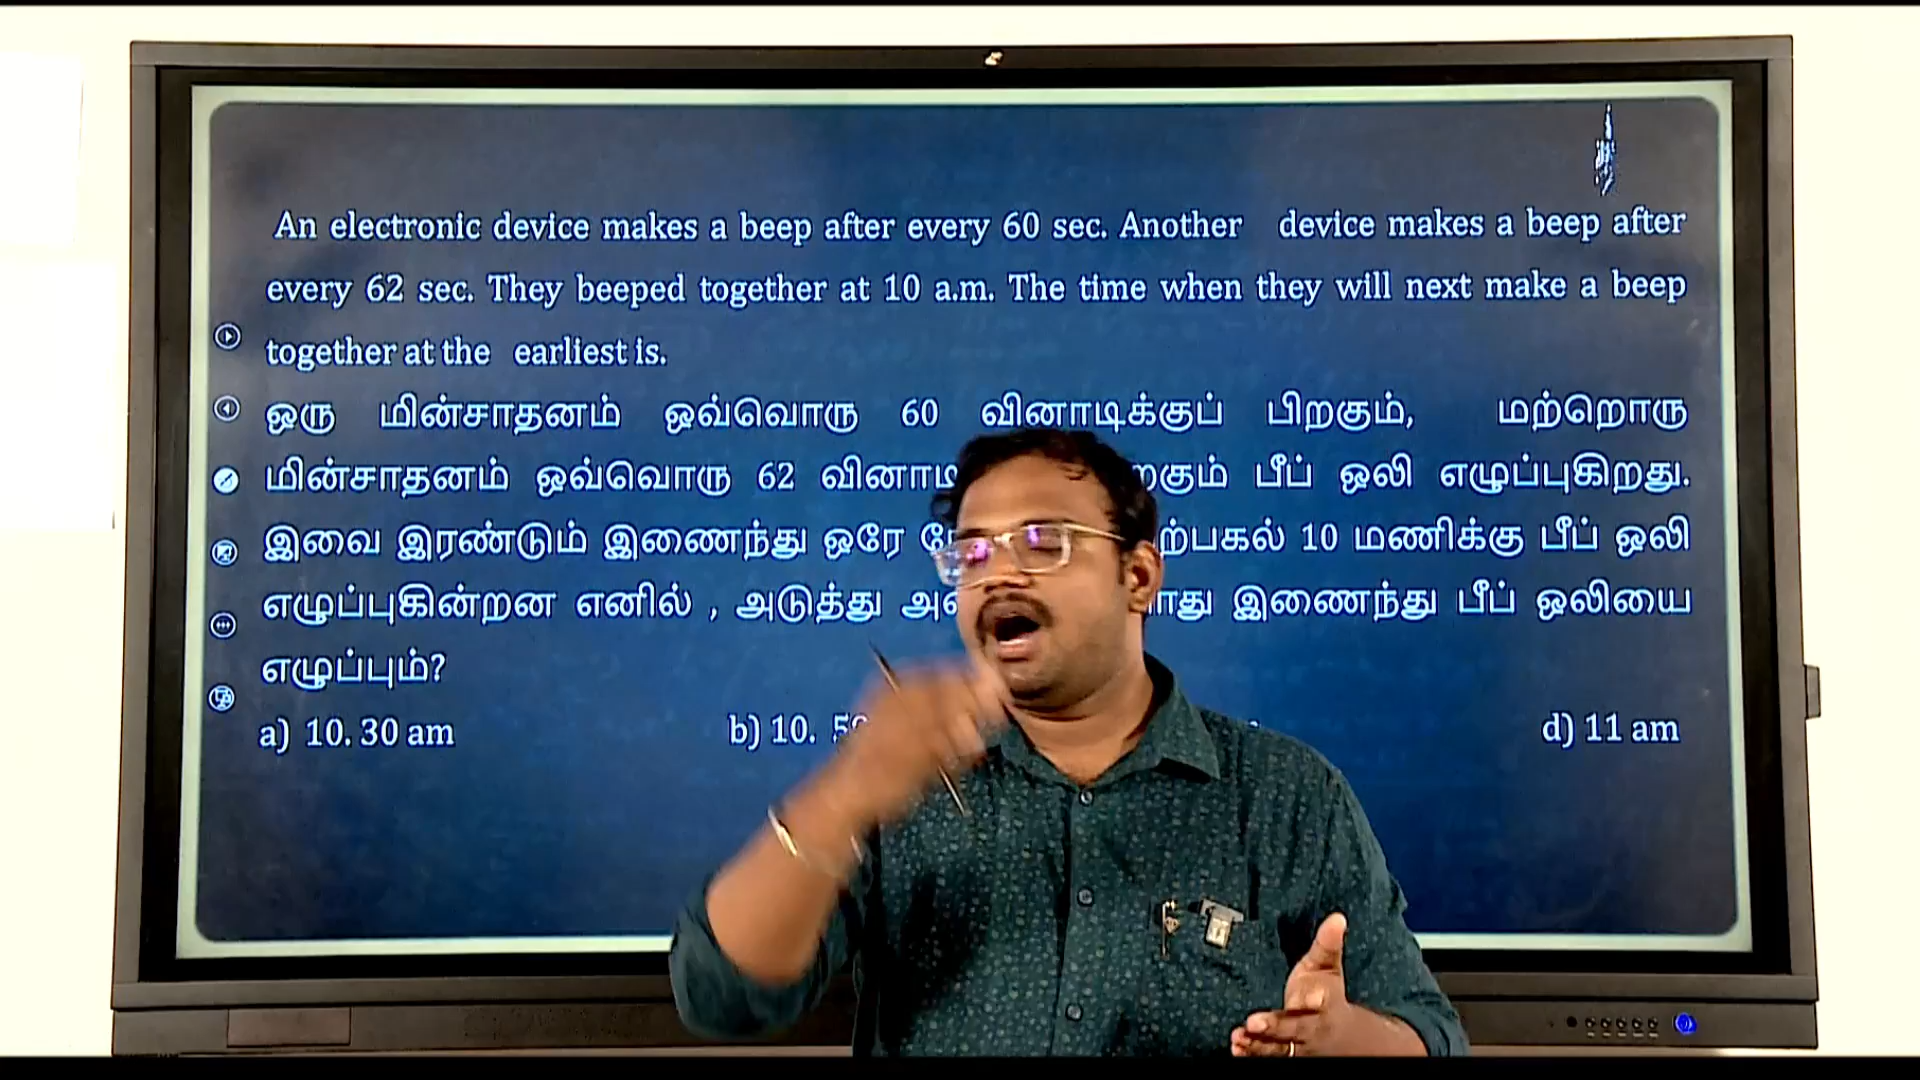 An electronic device makes a beep after every 60 sec. Another device makes a beep after
every 62 sec. They beeped together at 10 a.m. The time when they will next make a beep
together at the earliest is.
ஒரு மின்சாதனம் ஒவ்வொரு 60 வினாடிக்குப் பிறகும், மற்றொரு
மின்சாதனம் ஒவ்வொரு 62 பீப் ஒலி எழுப்புகிறது.
இவை இரண்டும் இணைந்து ஒரே 10 மணிக்கு பீப் ஒலி
எழுப்புகின்றன எனில் , அடுத்து இணைந்து பீப் ஒலியை
எழுப்பும்?
a) 10. 30 am b) 10. d) 11 am